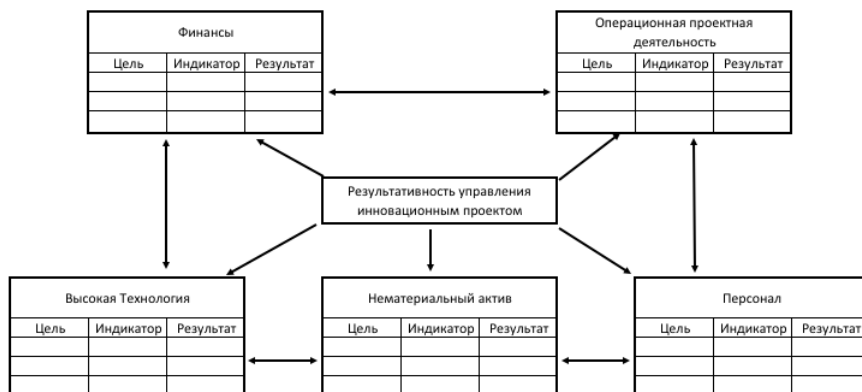 Финансы
Цель Индикатор Результат
Операционная проектная
деятельность
Цель Индикатор Результат
Результативность управления
инновационным проектом
Высокая Технология
Цель Индикатор Результат
Нематериальный актив
Цель Индикатор Результат
Персонал
Цель Индикатор Результат